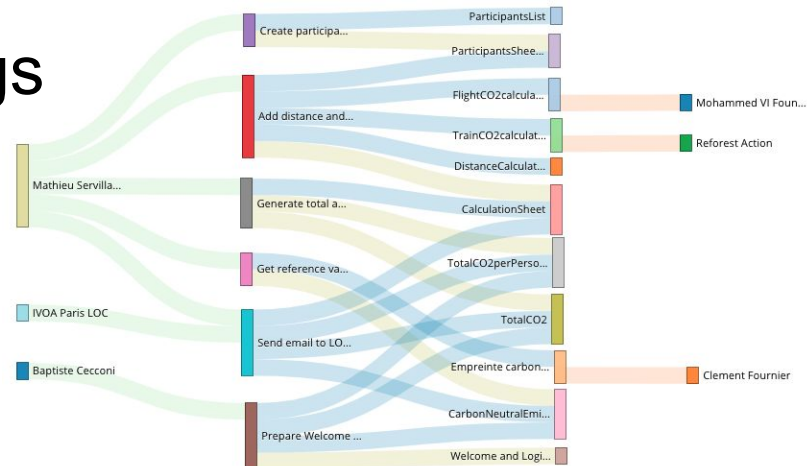 gs
Mathieu Servilla...
IVOA Paris LOC
Baptiste Cecconi
Create participa...
Add distance and...
Generate total a...
Get reference va...
Send email to LO...
Prepare Welcome ...
ParticipantsList
ParticipantsShee...
FlightCO2calcula...
TrainCO2calculat...
DistanceCalculat...
CalculationSheet
TotalCO2perPerso...
TotalCO2
Empreinte carbon...
CarbonNeutralEmi...
Welcome and Logi...
Mohammed VI Foun...
Reforest Action
Clement Fournier